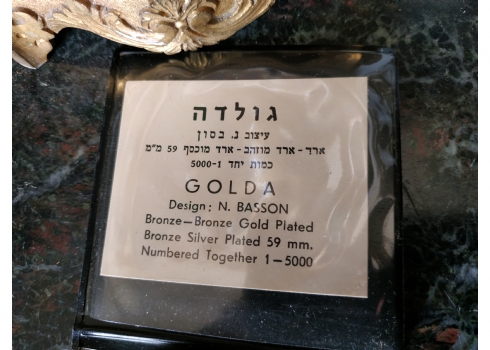 גולדה
עיצוב נ. בסון
ארד-ארד מוזהב-ארד מוכסף 59 מ"מ
כמות יחד 5000-1
GOLDA
Design; N. BASSON
Bronze—Bronze Gold Plated
Bronze Silver Plated 59 mm.
Numbered Together 1—5000